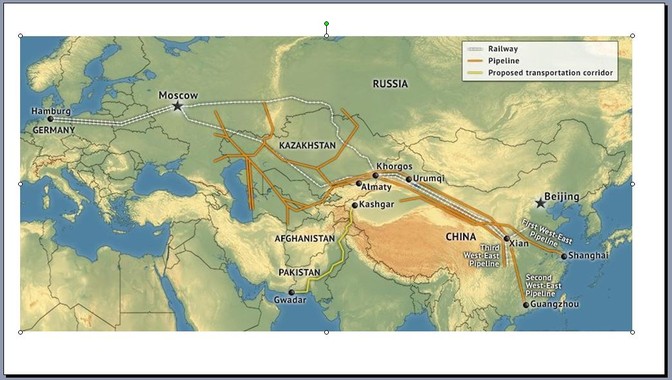 Railway
Pipeline
Proposed transportation corridor
RUSSIA
Moscow
Hamburg
GERMANY
KAZAKHSTAN
Khorgos
Urumqi
Almaty
Beijing
Kashgar
First West-East
Pipeline
CHINA
Xian
AFGHANISTAN
Third
West-East
Pipeline
Shanghai
PAKISTAN
Second
West-East
Pipeline
Gwadar
Guangzhou